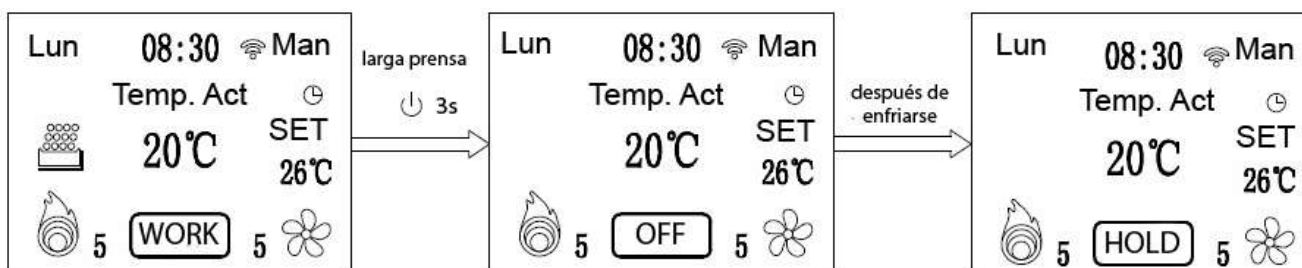 Lun 08:30 Man
Temp. Act
SET
20℃
26℃
5 WORK 5
larga prensa
3s
Lun 08:30 Man
Temp. Act
SET
20℃
26℃
5 OFF 5
después de
enfriarse
Lun 08:30 Man
Temp. Act
SET
20℃
26℃
5 HOLD 5